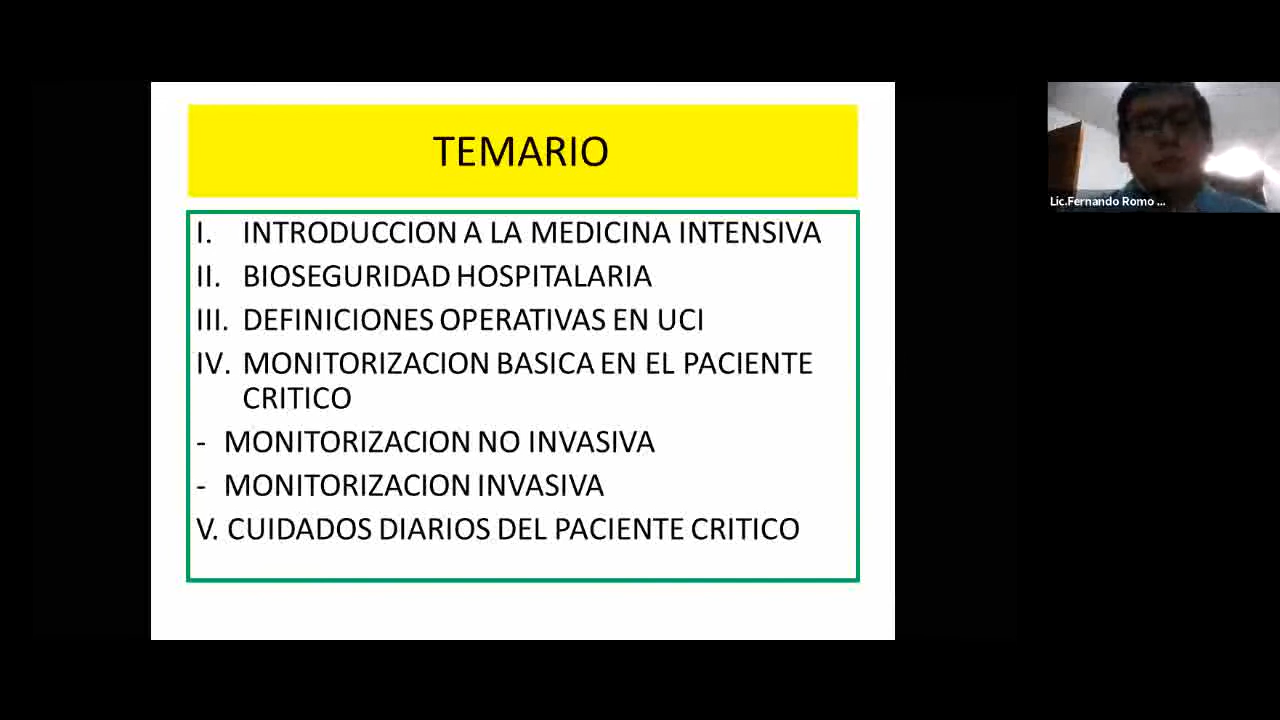 TEMARIO
I. INTRODUCCION A LA MEDICINA INTENSIVA
II. BIOSEGURIDAD HOSPITALARIA
III. DEFINICIONES OPERATIVAS EN UCI
IV. MONITORIZACION BASICA EN EL PACIENTE
CRITICO
- MONITORIZACION NO INVASIVA
- MONITORIZACION INVASIVA
V. CUIDADOS DIARIOS DEL PACIENTE CRITICO
Lic.Fernando Romo ...